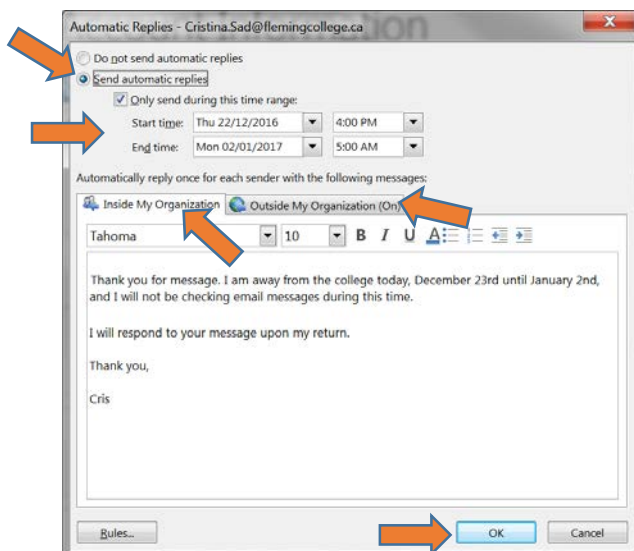 Automatic Replies - Cristina.Sad@flemingcollege.ca
Do not send automatic replies
Send automatic replies
Only send during this time range:
Start time: Thu 22/12/2016 4:00 PM
End time: Mon 02/01/2017 5:00 AM
Automatically reply once for each sender with the following messages:
Inside My Organization Outside My Organization (On)
Tahoma 10 B I U A
Thank you for message. I am away from the college today, December 23rd until January 2nd,
and I will not be checking email messages during this time.
I will respond to your message upon my return.
Thank you,
Cris
Rules... OK Cancel